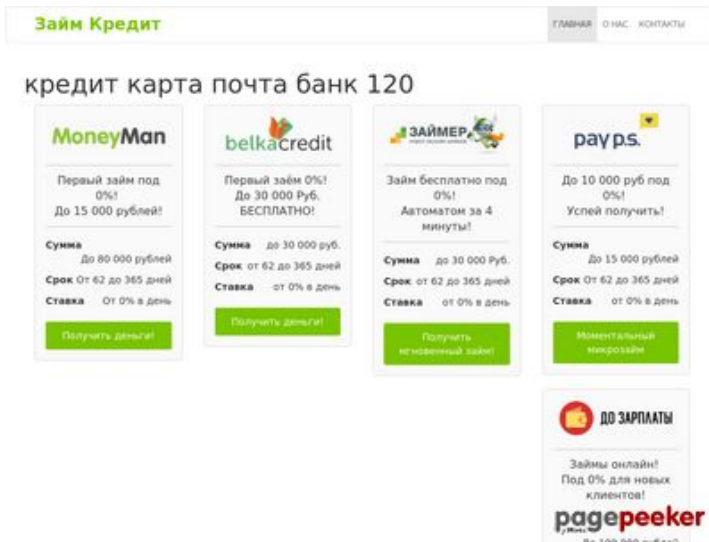 Займ Кредит
ГЛАВНАЯ О НАС КОНТАКТЫ
кредит карта почта банк 120
MoneyMan
Первый займ под
0%!
До 15 000 рублей!
Сумма
До 80 000 рублей
Срок От 62 до 365 дней
Ставка От 0% в день
Получить деньги!
belkacredit
Первый заём 0%!
До 30 000 Руб.
БЕСПЛАТНО!
Сумма до 30 000 руб.
Срок от 62 до 365 дней
Ставка от 0% в день
Получить деньги!
ЗАЙМЕР
Займ бесплатно под
0%!
Автоматом за 4
минуты!
Сумма до 30 000 Руб.
Срок от 62 до 365 дней
Ставка от 0% в день
Получить
мгновенный займ!
pay p.s.
До 10 000 руб под
0%!
Успей получить!
Сумма
До 15 000 рублей
Срок От 62 до 365 дней
Ставка От 0% в день
Моментальный
микрозайм
ДО ЗАРПЛАТЫ
Займы онлайн!
Под 0% для новых
клиентов!
pagepeeker
До 100 000 рублей